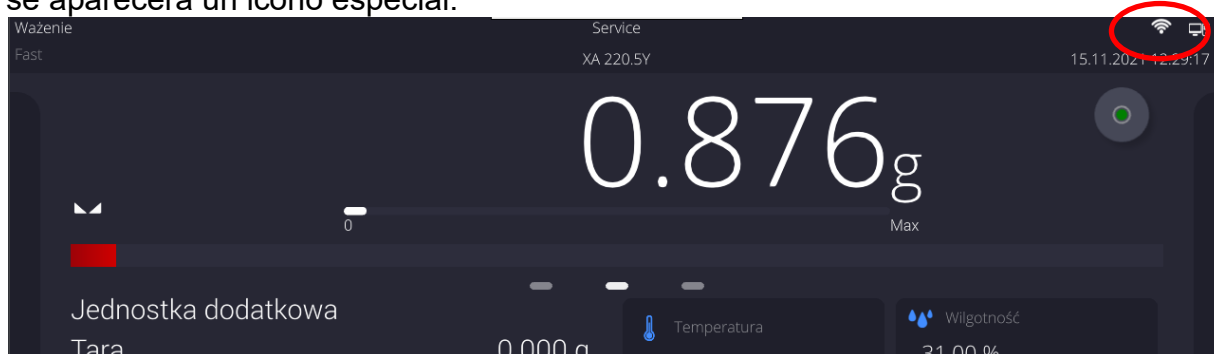 se aparecerá un icono especial.
Ważenie Service
Fast XA 220.5Y 15.11.2021 12:29:17
0.876g
0 Max
Jednostka dodatkowa
Temperatura Wilgotność
Tara 0.000 g 31.00 %